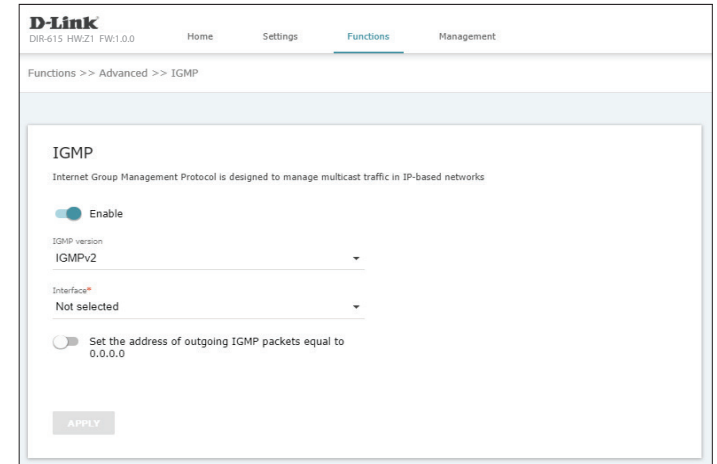 D-Link
DIR-615 HW:Z1 FW:1.0.0
Home Settings Functions Management
Functions >> Advanced >> IGMP
IGMP
Internet Group Management Protocol is designed to manage multicast traffic in IP-based networks
Enable
IGMP version
IGMPv2
Interface*
Not selected
Set the address of outgoing IGMP packets equal to
0.0.0.0
APPLY